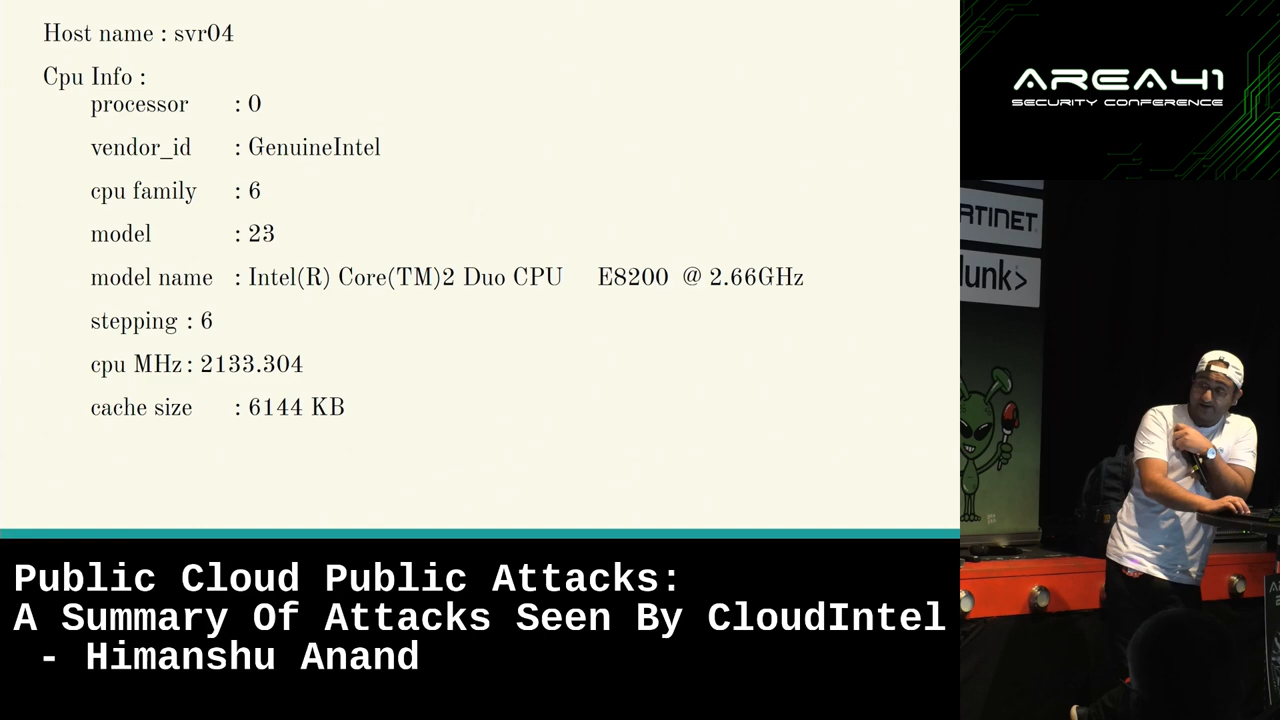 Host name : svr04
Cpu Info :
processor : 0
vendor_id : GenuineIntel
cpu family : 6
model : 23
model name : Intel(R) Core(TM)2 Duo CPU E8200 @ 2.66GHz
stepping : 6
cpu MHz : 2133.304
cache size : 6144 KB
Public Cloud Public Attacks:
A Summary Of Attacks Seen By CloudIntel
- Himanshu Anand
AREA41
SECURITY CONFERENCE
RTINET
lunk>